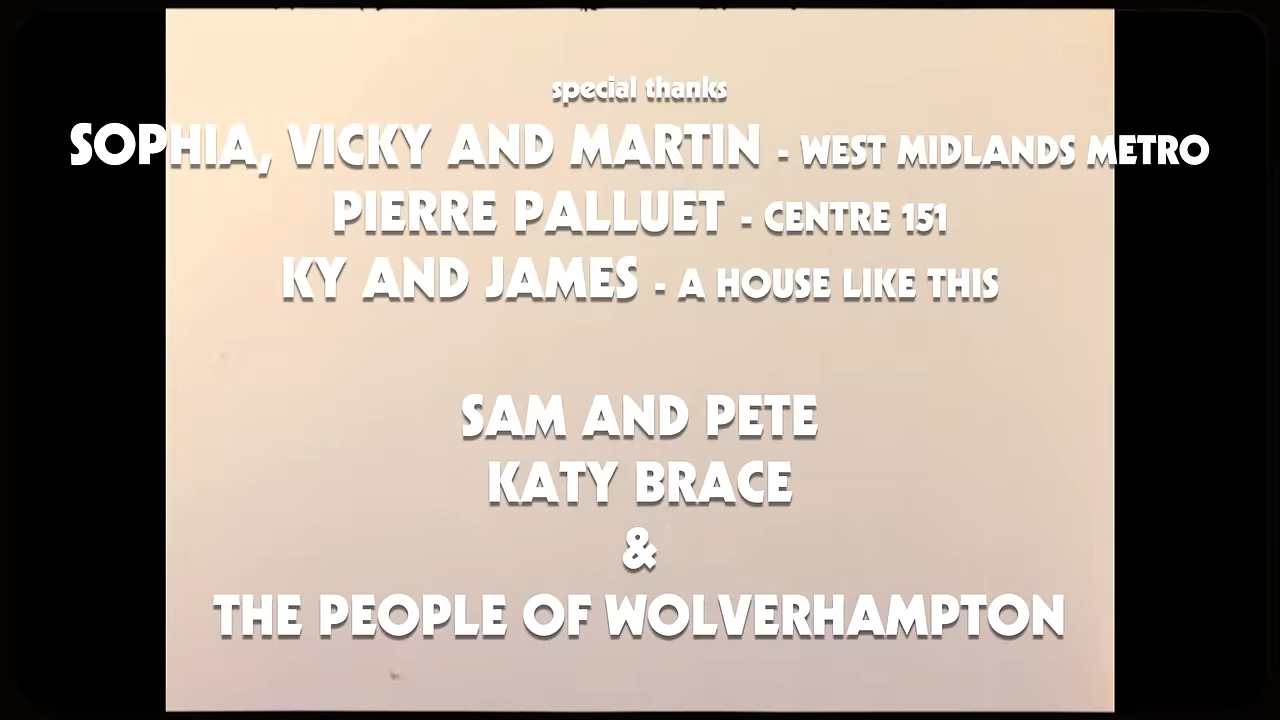 special thanks
SOPHIA, VICKY AND MARTIN - WEST MIDLANDS METRO
PIERRE PALLUET - CENTRE 151
KY AND JAMES - A HOUSE LIKE THIS
SAM AND PETE
KATY BRACE
&
THE PEOPLE OF WOLVERHAMPTON